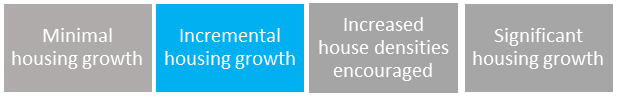 Minimal
housing growth
Incremental
housing growth
Increased
house densities
encouraged
Significant
housing growth